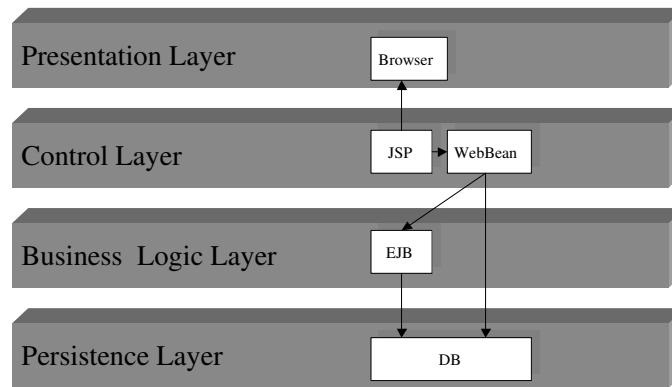 Presentation Layer
Browser
Control Layer
JSP
WebBean
Business Logic Layer
EJB
Persistence Layer
DB